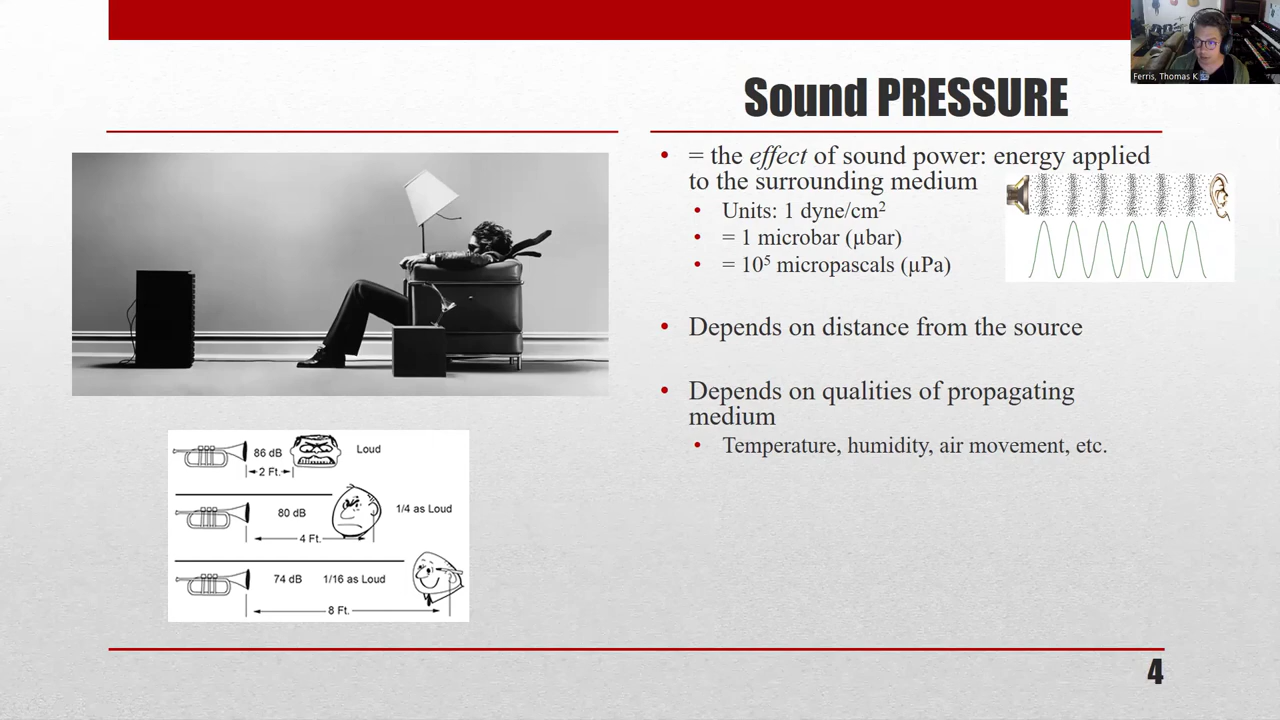 Ferris, Thomas K
Sound PRESSURE
• = the effect of sound power: energy applied
to the surrounding medium
• Units: 1 dyne/cm²
• = 1 microbar (µbar)
• = 10⁵ micropascals (µPa)
• Depends on distance from the source
• Depends on qualities of propagating
medium
• Temperature, humidity, air movement, etc.
86 dB
Loud
2 Ft.
80 dB
1/4 as Loud
4 Ft.
74 dB 1/16 as Loud
8 Ft.
4